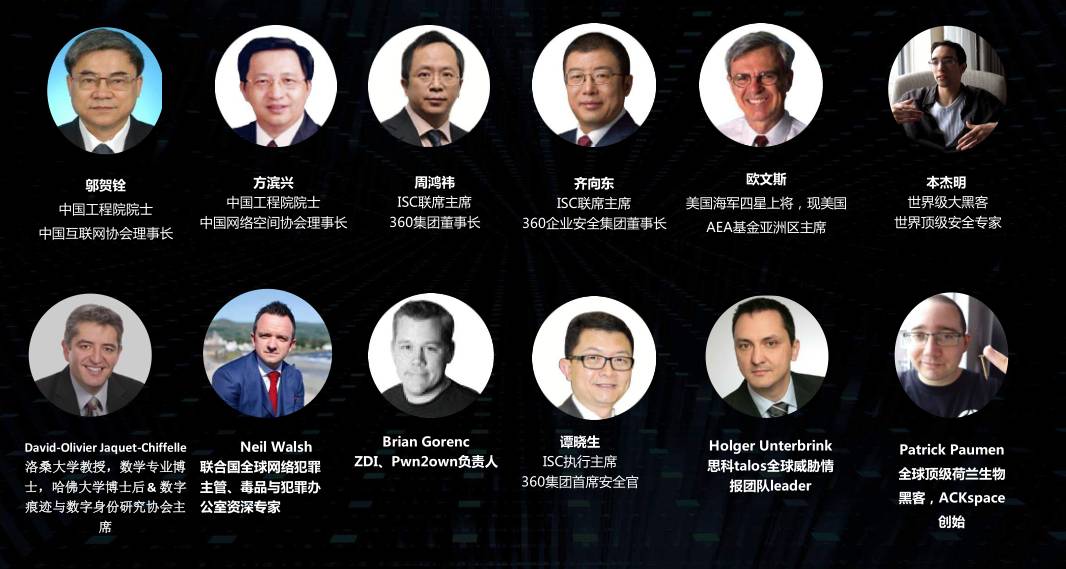 邬贺铨
中国工程院院士
中国互联网协会理事长
方滨兴
中国工程院院士
中国网络空间协会理事长
周鸿祎
ISC联席主席
360集团董事长
齐向东
ISC联席主席
360企业安全集团董事长
欧文斯
美国海军四星上将，现美国
AEA基金亚洲区主席
本杰明
世界级大黑客
世界顶级安全专家
David-Olivier Jaquet-Chiffelle
洛桑大学教授，数学专业博
士，哈佛大学博士后＆数字
痕迹与数字身份研究协会主
席
Neil Walsh
联合国全球网络犯罪
主管、毒品与犯罪办
公室资深专家
Brian Gorenc
ZDI、Pwn2own负责人
谭晓生
ISC执行主席
360集团首席安全官
Holger Unterbrink
思科talos全球威胁情
报团队leader
Patrick Paumen
全球顶级荷兰生物
黑客，ACKspace
创始